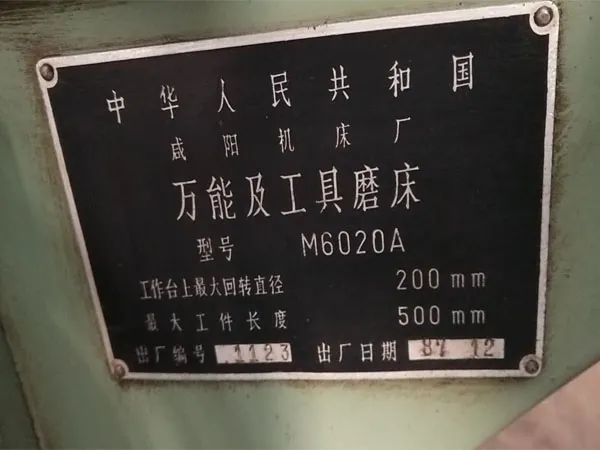 中华人民共和国
咸阳机床厂
万能及工具磨床
型号 M6020A
工作台上最大回转直径 200mm
最大工件长度 500mm
出厂编号 1123 出厂日期 87 12